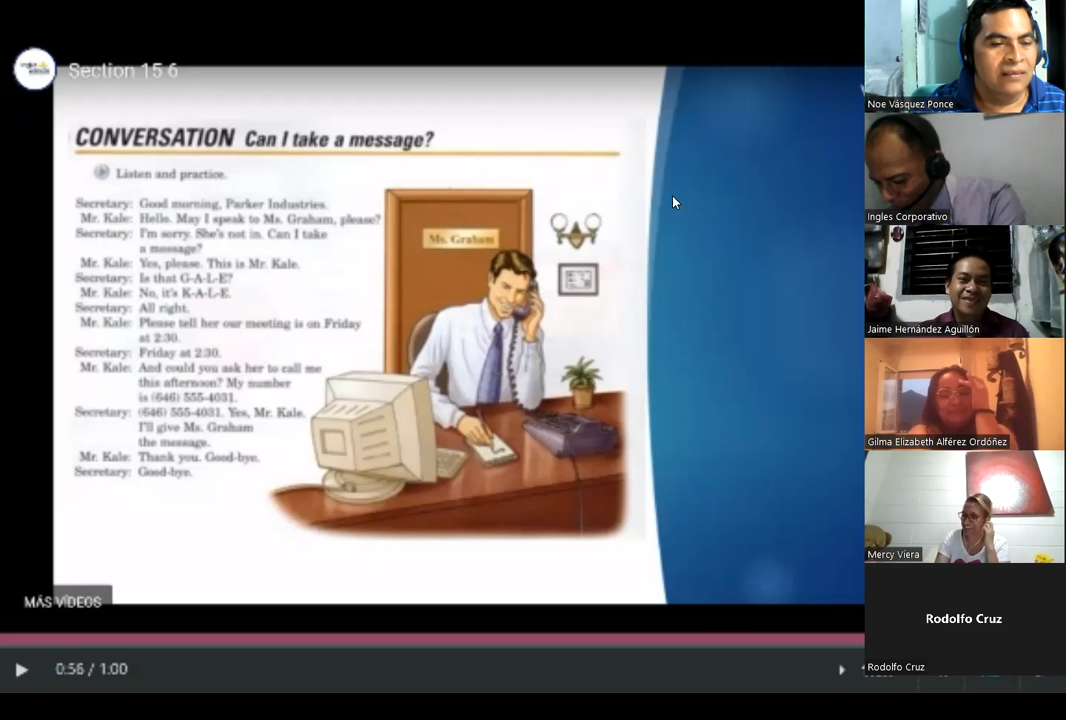 Section 15 6
CONVERSATION Can I take a message?
Listen and practice.
Secretary: Good morning, Parker Industries.
Mr. Kale: Hello. May I speak to Ms. Graham, please?
Secretary: I'm sorry. She's not in. Can I take
a message?
Mr. Kale: Yes, please. This is Mr. Kale.
Secretary: Is that G-A-L-E?
Mr. Kale: No, it's K-A-L-E.
Secretary: All right.
Mr. Kale: Please tell her our meeting is on Friday
at 2:30.
Secretary: Friday at 2:30.
Mr. Kale: And could you ask her to call me
this afternoon? My number
is (646) 555-4031.
Secretary: (646) 555-4031. Yes, Mr. Kale.
I'll give Ms. Graham
the message.
Mr. Kale: Thank you. Good-bye.
Secretary: Good-bye.
Ms. Graham
MÁS VÍDEOS
0:56 / 1:00
Noe Vásquez Ponce
Ingles Corporativo
Jaime Hernández Aguillón
Gilma Elizabeth Alférez Ordóñez
Mercy Viera
Rodolfo Cruz
Rodolfo Cruz